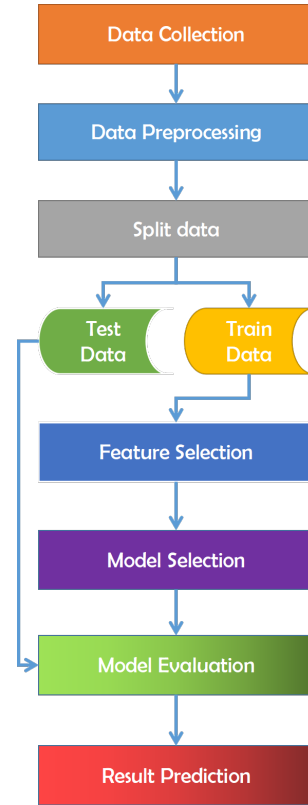 Data Collection
Data Preprocessing
Split data
Test
Data
Train
Data
Feature Selection
Model Selection
Model Evaluation
Result Prediction